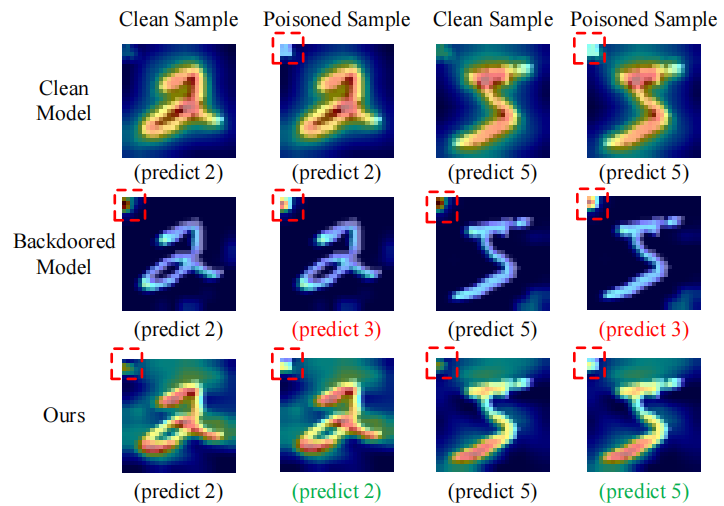 Clean Sample Poisoned Sample Clean Sample Poisoned Sample
Clean
Model
(predict 2) (predict 2) (predict 5) (predict 5)
Backdoored
Model
(predict 2) (predict 3) (predict 5) (predict 3)
Ours
(predict 2) (predict 2) (predict 5) (predict 5)